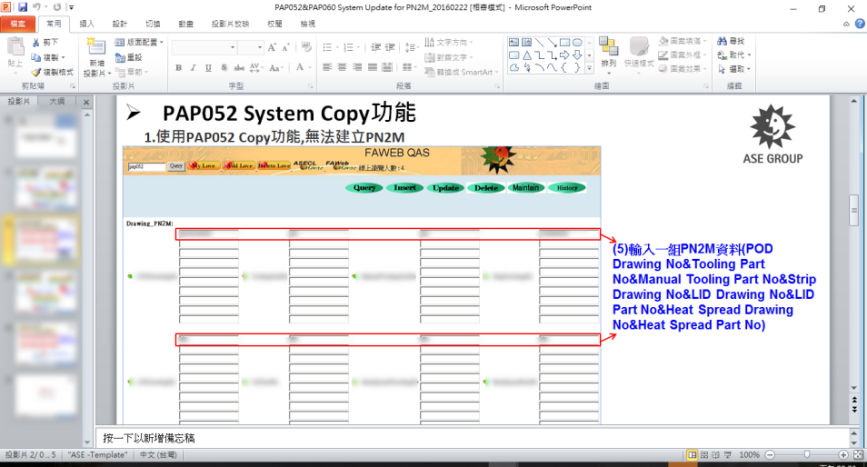 PAP052&PAP060 System Update for PN2M_20160222 [相容模式] - Microsoft PowerPoint
檔案 常用 插入 設計 切換 動畫 投影片放映 校閱 檢視
貼上
剪下
複製
複製格式
剪貼簿
新增
投影片
版面配置
重設
章節
投影片
B I U S abc AV Aa A
字型
文字方向
對齊文字
轉換成 SmartArt
段落
排列
快速樣式
圖案填滿
圖案外框
圖案效果
繪圖
尋找
取代
選取
編輯
投影片 大綱
PAP052 System Copy功能
1.使用PAP052 Copy功能,無法建立PN2M
ASE GROUP
FAWEB QAS
pap052 Query My Love Add Love Delete Love ASECL Home FAWeb Home 線上瀏覽人數:4
Query Insert Update Delete Maintain History
Drawing_PN2M:
(5)輸入一組PN2M資料(POD
Drawing No&Tooling Part
No&Manual Tooling Part No&Strip
Drawing No&LID Drawing No&LID
Part No&Heat Spread Drawing
No&Heat Spread Part No)
按一下以新增備忘稿
投影片 2/ 0 .. 5 "ASE -Template" 中文 (台灣) 100%